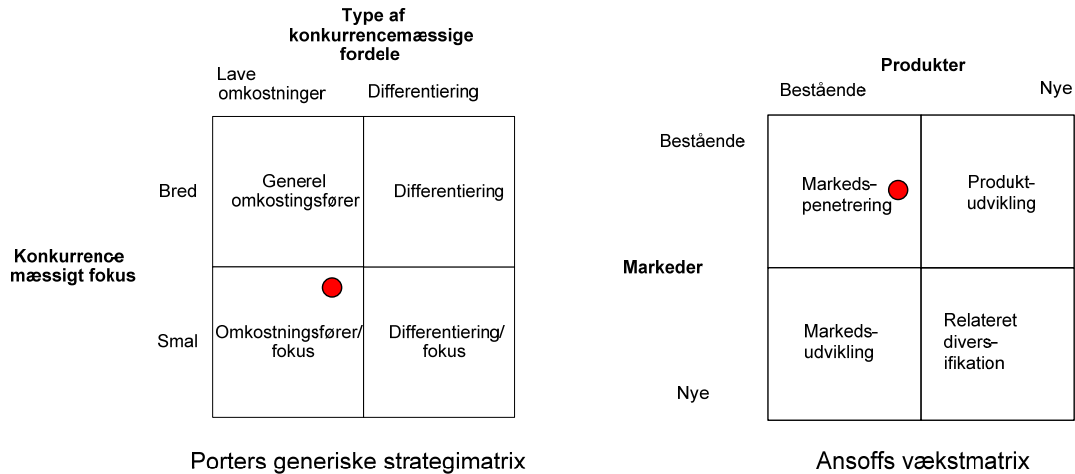 Type af
konkurrencemæssige
fordele
Lave
omkostninger
Differentiering
Bred
Generel
omkostingsfører
Differentiering
Konkurrence
mæssigt fokus
Smal
Omkostningsfører/
fokus
Differentiering/
fokus
Porters generiske strategimatrix
Produkter
Bestående
Nye
Bestående
Markeds-
penetrering
Produkt-
udvikling
Markeder
Markeds-
udvikling
Relateret
divers-
ifikation
Nye
Ansoffs vækstmatrix